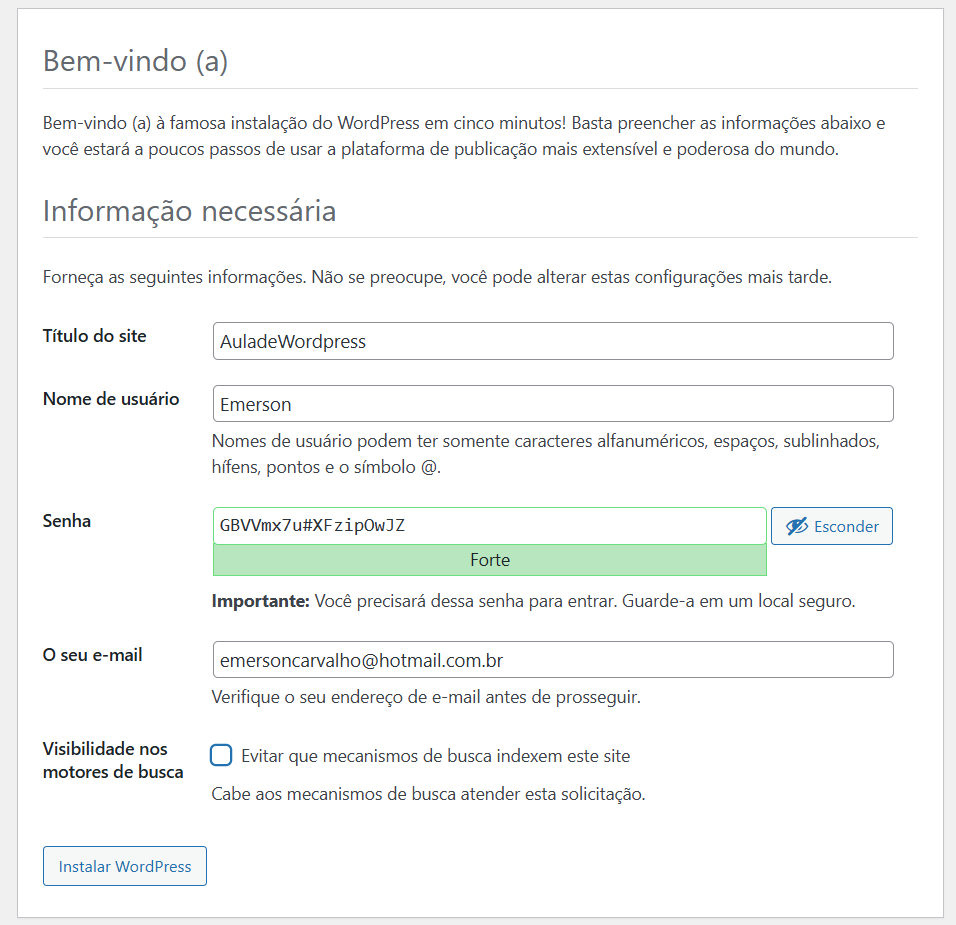 Bem-vindo (a)
Bem-vindo (a) à famosa instalação do WordPress em cinco minutos! Basta preencher as informações abaixo e
você estará a poucos passos de usar a plataforma de publicação mais extensível e poderosa do mundo.
Informação necessária
Forneça as seguintes informações. Não se preocupe, você pode alterar estas configurações mais tarde.
Título do site
AuladeWordpress
Nome de usuário
Emerson
Nomes de usuário podem ter somente caracteres alfanuméricos, espaços, sublinhados,
hífens, pontos e o símbolo @.
Senha
GBVVmx7u#XFzipOwJZ
Esconder
Forte
Importante: Você precisará dessa senha para entrar. Guarde-a em um local seguro.
O seu e-mail
emersoncarvalho@hotmail.com.br
Verifique o seu endereço de e-mail antes de prosseguir.
Visibilidade nos
motores de busca
Evitar que mecanismos de busca indexem este site
Cabe aos mecanismos de busca atender esta solicitação.
Instalar WordPress